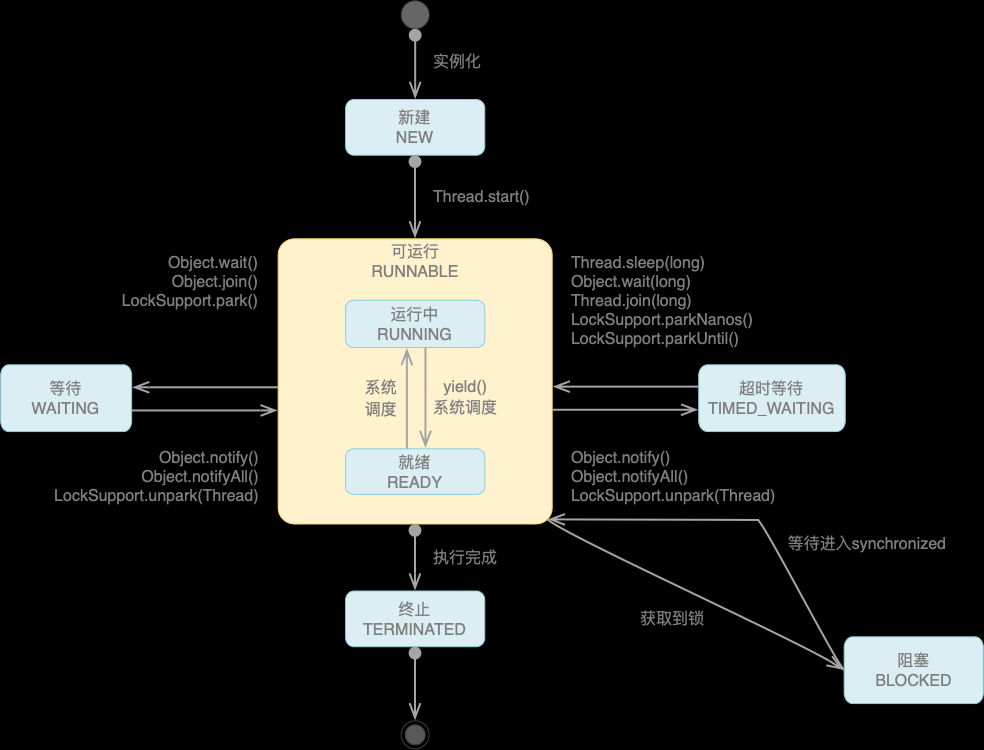 实例化
新建
NEW
Thread.start()
可运行
RUNNABLE
Object.wait()
Object.join()
LockSupport.park()
Thread.sleep(long)
Object.wait(long)
Thread.join(long)
LockSupport.parkNanos()
LockSupport.parkUntil()
运行中
RUNNING
等待
WAITING
系统
调度
yield()
系统调度
超时等待
TIMED_WAITING
就绪
READY
Object.notify()
Object.notifyAll()
LockSupport.unpark(Thread)
Object.notify()
Object.notifyAll()
LockSupport.unpark(Thread)
等待进入synchronized
执行完成
获取到锁
终止
TERMINATED
阻塞
BLOCKED